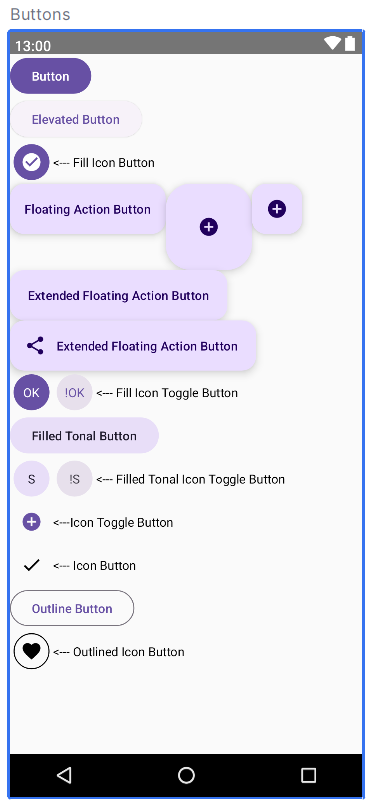 Buttons
13:00
Button
Elevated Button
<--- Fill Icon Button
Floating Action Button
Extended Floating Action Button
Extended Floating Action Button
OK !OK <--- Fill Icon Toggle Button
Filled Tonal Button
S !S <--- Filled Tonal Icon Toggle Button
<---Icon Toggle Button
<--- Icon Button
Outline Button
<--- Outlined Icon Button